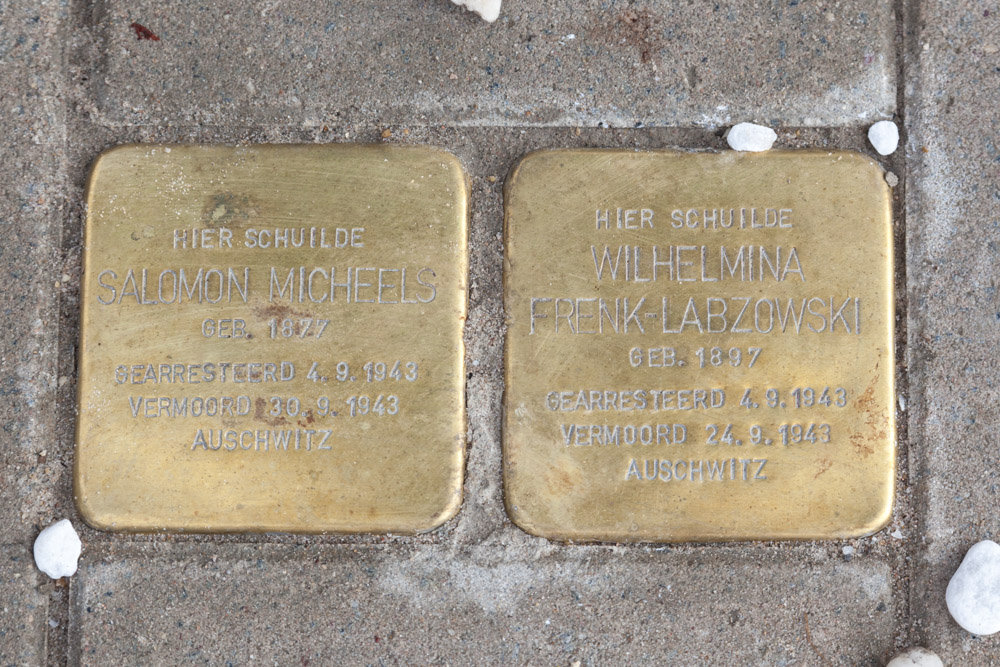 HIER SCHUILDE
SALOMON MICHEELS
GEB. 1877
GEARRESTEERD 4.9.1943
VERMOORD 30.9.1943
AUSCHWITZ
HIER SCHUILDE
WILHELMINA
FRENK-LABZOWSKI
GEB. 1897
GEARRESTEERD 4.9.1943
VERMOORD 24.9.1943
AUSCHWITZ